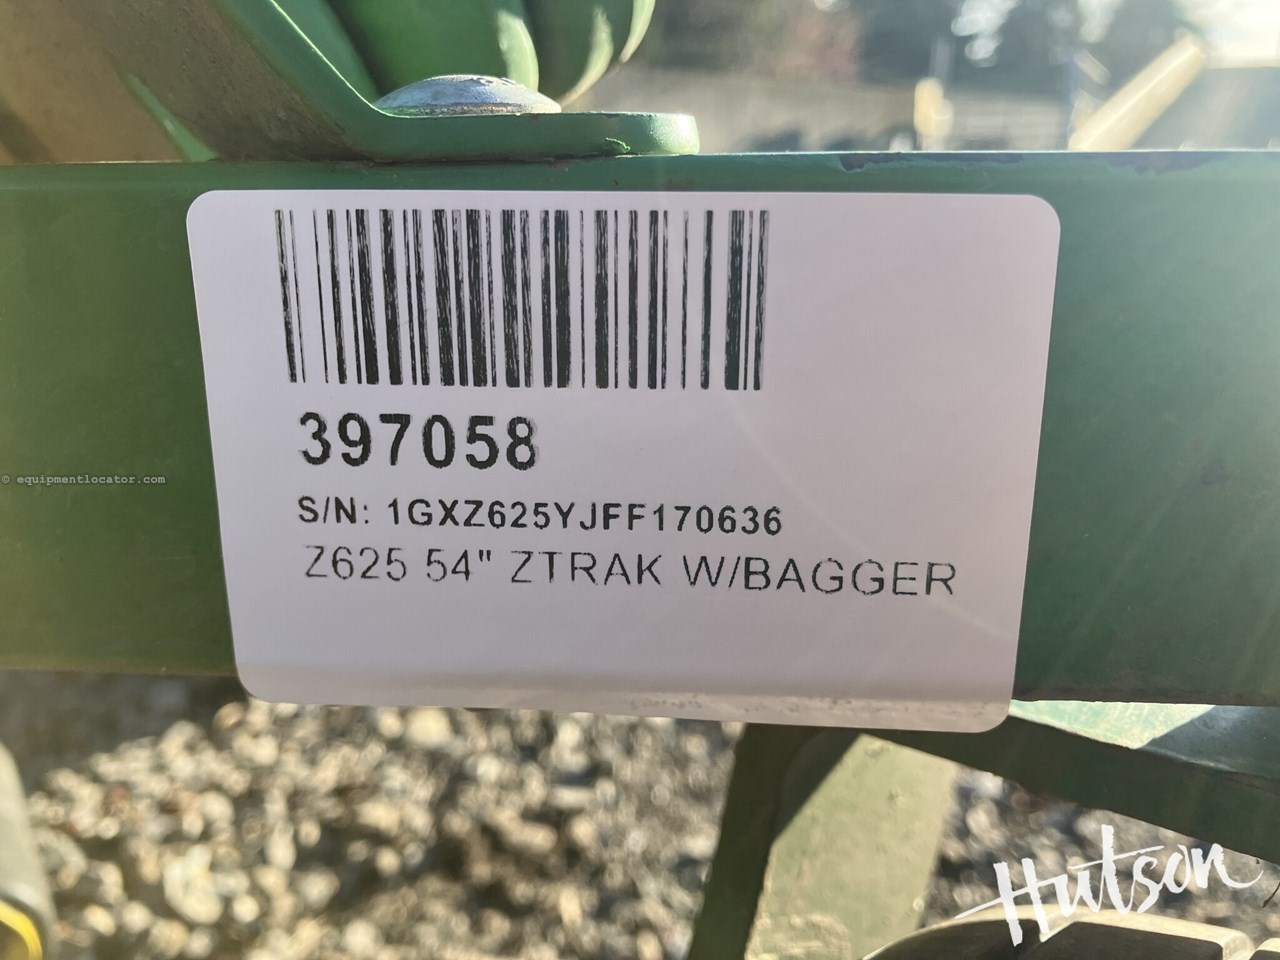 397058
S/N: 1GXZ625YJFF170636
Z625 54" ZTRAK W/BAGGER
© equipmentlocator.com
Hutson